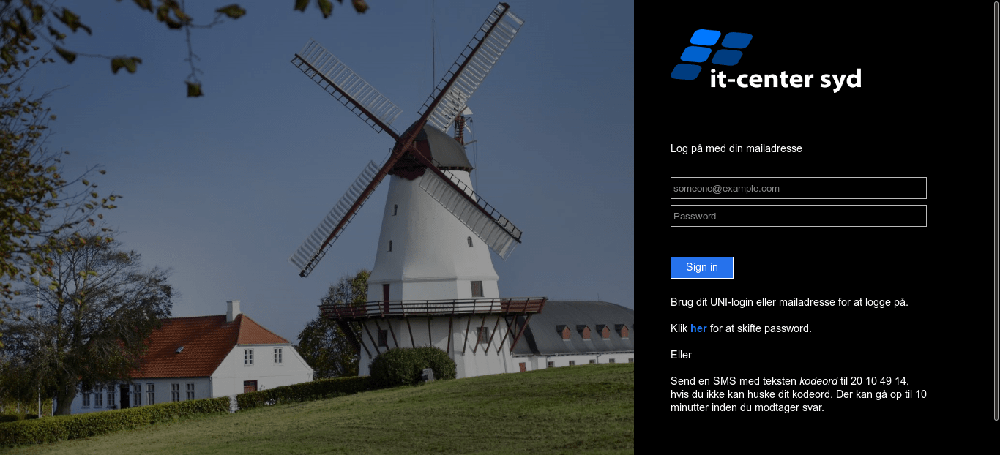 it-center syd
Log på med din mailadresse
someone@example.com
Password
Sign in
Brug dit UNI-login eller mailadresse for at logge på.
Klik her for at skifte password.
Eller
Send en SMS med teksten kodeord til 20 10 49 14,
hvis du ikke kan huske dit kodeord. Der kan gå op til 10
minutter inden du modtager svar.